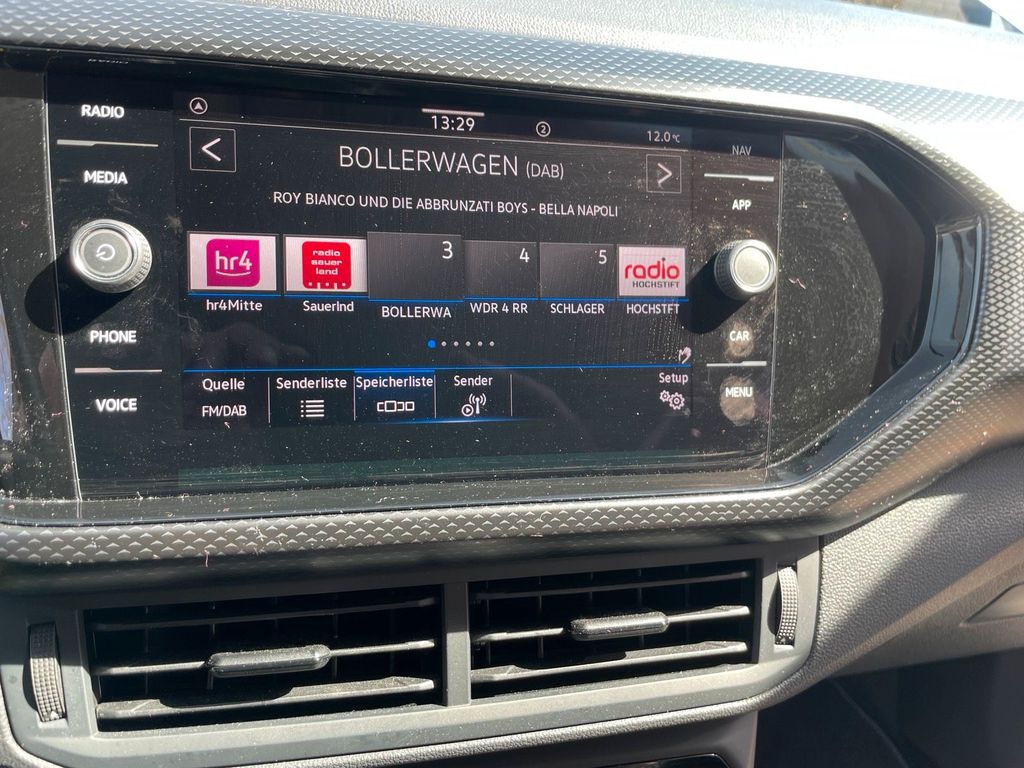 RADIO
MEDIA
PHONE
VOICE
13:29
2
12.0°C
<
BOLLERWAGEN (DAB)
>
ROY BIANCO UND DIE ABBRUNZATI BOYS - BELLA NAPOLI
hr4
radio
sauer
land
3
4
5
radio
HOCHSTIFT
hr4Mitte
Sauerlnd
BOLLERWA
WDR 4 RR
SCHLAGER
HOCHSTFT
Quelle
FM/DAB
Senderliste
Speicherliste
Sender
Setup
NAV
APP
CAR
MENU